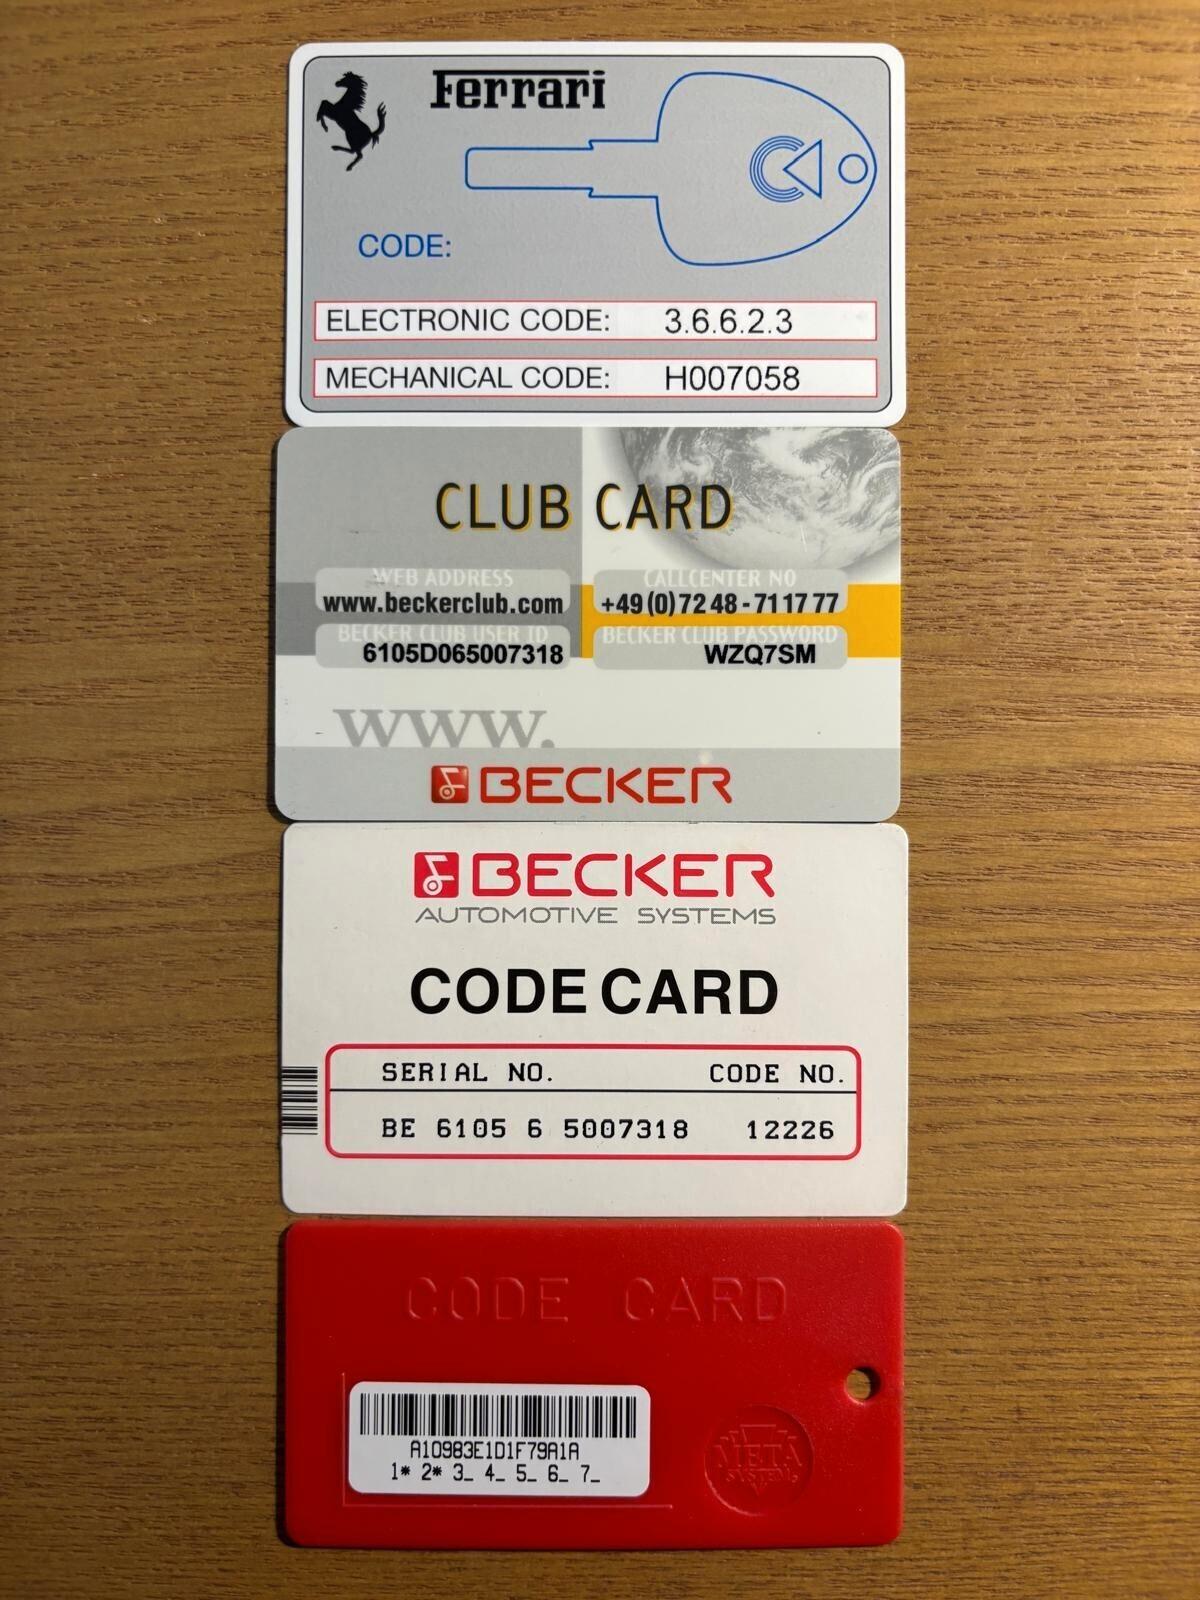 Ferrari
CODE:
ELECTRONIC CODE: 3.6.6.2.3
MECHANICAL CODE: H007058
CLUB CARD
WEB ADDRESS CALLCENTER NO
www.beckerclub.com +49 (0) 72 48 - 71 17 77
BECKER CLUB USER ID BECKER CLUB PASSWORD
6105D065007318 WZQ7SM
www.
BECKER
BECKER
AUTOMOTIVE SYSTEMS
CODE CARD
SERIAL NO. CODE NO.
BE 6105 6 5007318 12226
CODE CARD
A10983E1D1F79A1A
1* 2* 3_ 4_ 5_ 6_ 7_
META
SYSTEM